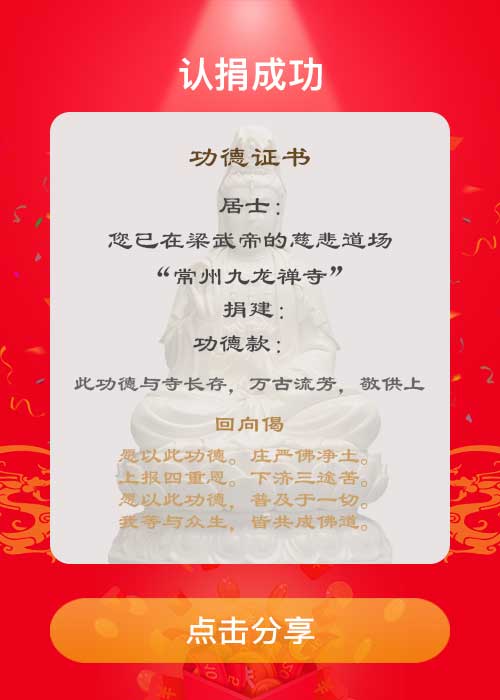 认捐成功
功德证书
居士：
您已在梁武帝的慈悲道场
“常州九龙禅寺”
捐建：
功德款：
此功德与寺长存，万古流芳，敬供上
回向偈
愿以此功德。庄严佛净土。
上报四重恩。下济三途苦。
愿以此功德，普及于一切。
我等与众生，皆共成佛道。
点击分享